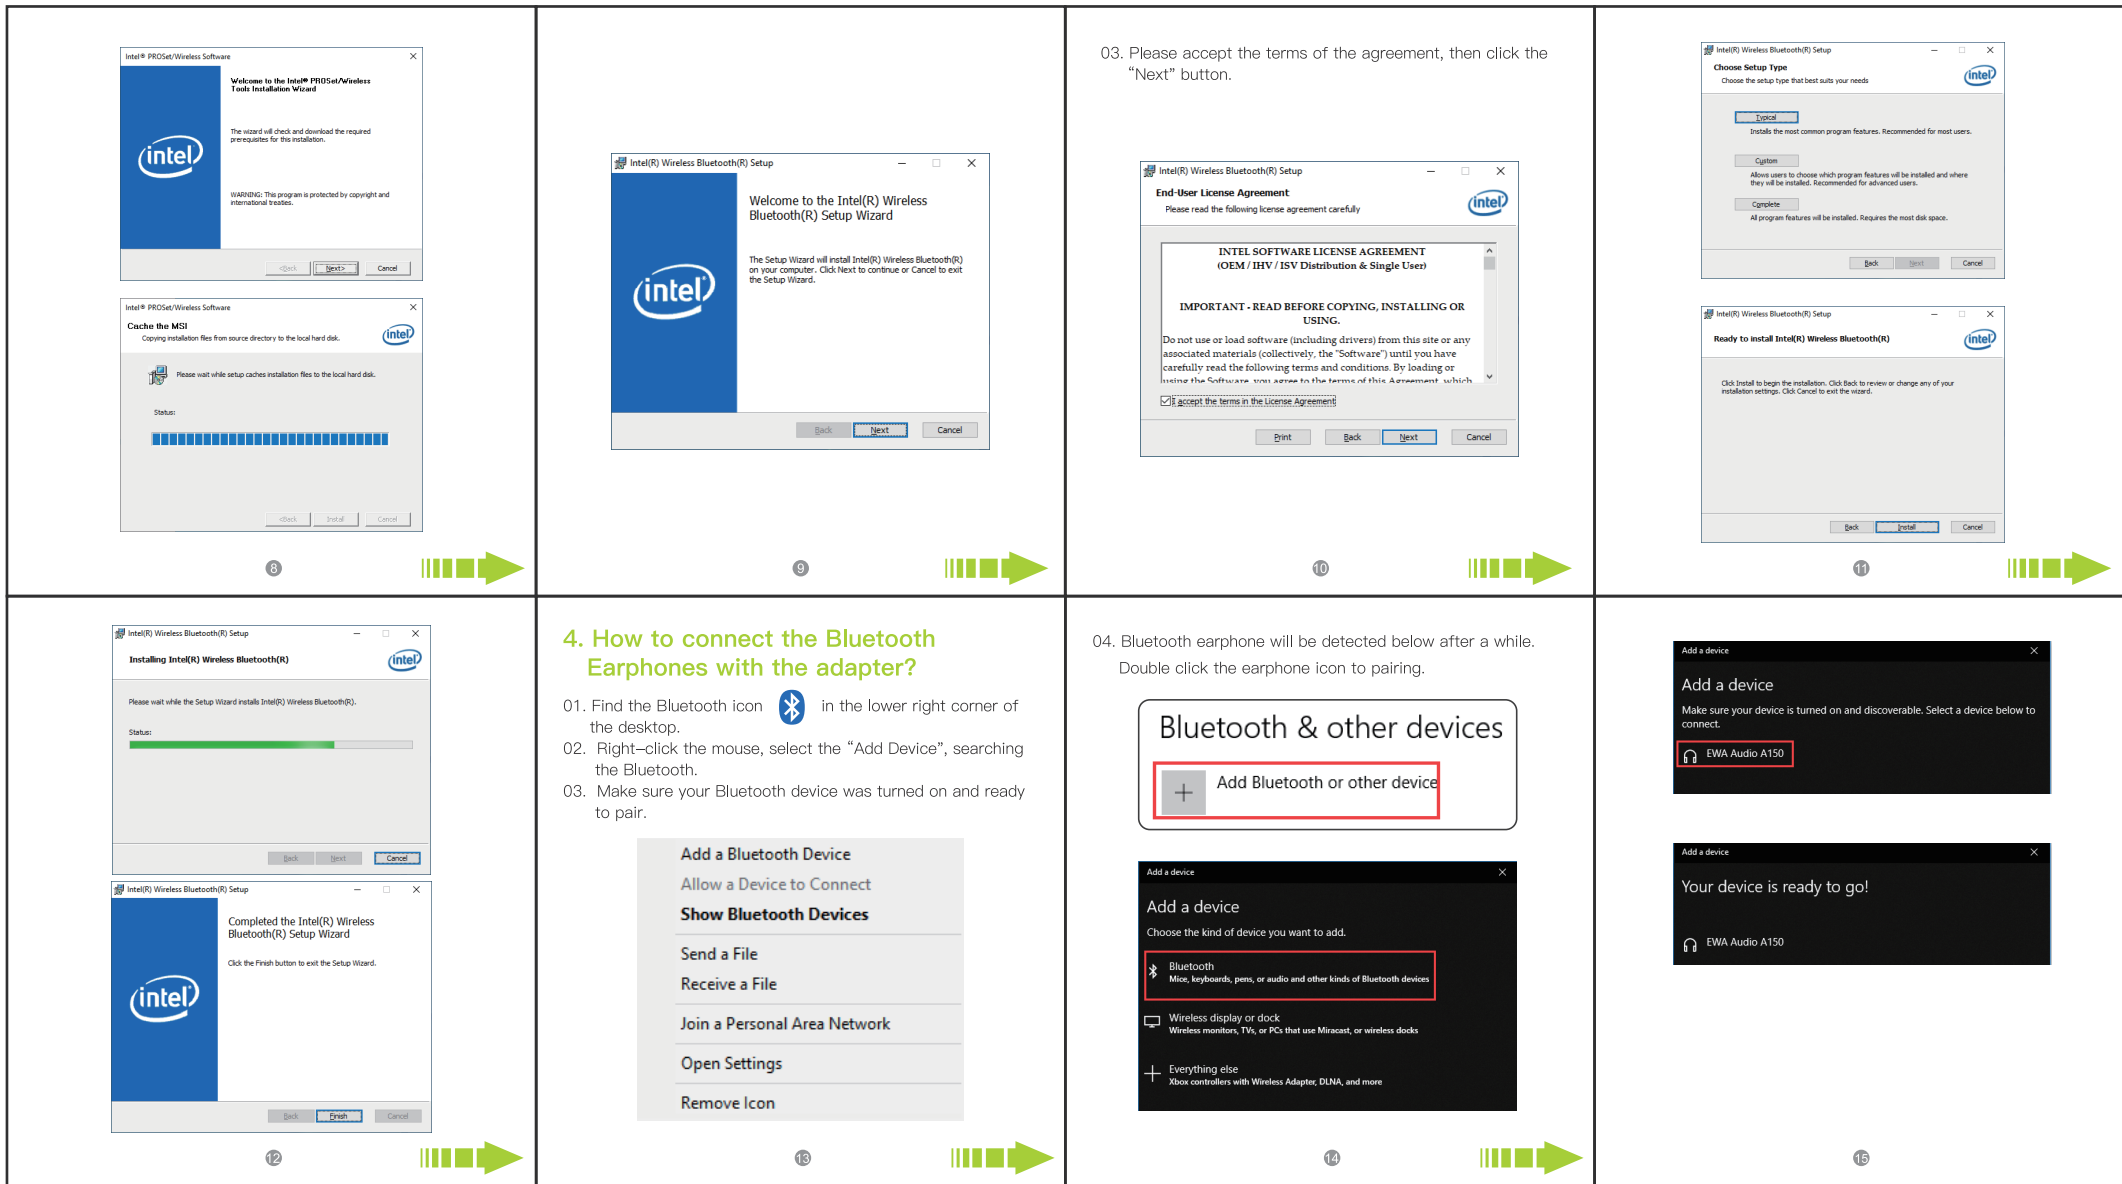 Intel® PROSet/Wireless Software
Welcome to the Intel® PROSet/Wireless
Tools Installation Wizard
The wizard will check and download the required
prerequisites for this installation.
intel
WARNING: This program is protected by copyright and
international treaties.
<Back Next> Cancel
Intel® PROSet/Wireless Software
Cache the MSI
Copying installation files from source directory to the local hard disk.
intel
Please wait while setup caches installation files to the local hard disk.
Status:
<Back Install Cancel
8
Intel(R) Wireless Bluetooth(R) Setup
Welcome to the Intel(R) Wireless
Bluetooth(R) Setup Wizard
The Setup Wizard will install Intel(R) Wireless Bluetooth(R)
on your computer. Click Next to continue or Cancel to exit
the Setup Wizard.
intel
Back Next Cancel
9
03. Please accept the terms of the agreement, then click the
“Next” button.
Intel(R) Wireless Bluetooth(R) Setup
End-User License Agreement
Please read the following license agreement carefully
intel
INTEL SOFTWARE LICENSE AGREEMENT
(OEM / IHV / ISV Distribution & Single User)
IMPORTANT - READ BEFORE COPYING, INSTALLING OR
USING.
Do not use or load software (including drivers) from this site or any
associated materials (collectively, the "Software") until you have
carefully read the following terms and conditions. By loading or
using the Software, you agree to the terms of this Agreement, which
I accept the terms in the License Agreement
Print Back Next Cancel
10
Intel(R) Wireless Bluetooth(R) Setup
Choose Setup Type
Choose the setup type that best suits your needs
intel
Typical
Installs the most common program features. Recommended for most users.
Custom
Allows users to choose which program features will be installed and where
they will be installed. Recommended for advanced users.
Complete
All program features will be installed. Requires the most disk space.
Back Next Cancel
Intel(R) Wireless Bluetooth(R) Setup
Ready to install Intel(R) Wireless Bluetooth(R)
intel
Click Install to begin the installation. Click Back to review or change any of your
installation settings. Click Cancel to exit the wizard.
Back Install Cancel
11
Intel(R) Wireless Bluetooth(R) Setup
Installing Intel(R) Wireless Bluetooth(R)
intel
Please wait while the Setup Wizard installs Intel(R) Wireless Bluetooth(R).
Status:
Back Next Cancel
Intel(R) Wireless Bluetooth(R) Setup
Completed the Intel(R) Wireless
Bluetooth(R) Setup Wizard
Click the Finish button to exit the Setup Wizard.
intel
Back Finish Cancel
12
4. How to connect the Bluetooth
Earphones with the adapter?
01. Find the Bluetooth icon in the lower right corner of
the desktop.
02. Right–click the mouse, select the “Add Device”, searching
the Bluetooth.
03. Make sure your Bluetooth device was turned on and ready
to pair.
Add a Bluetooth Device
Allow a Device to Connect
Show Bluetooth Devices
Send a File
Receive a File
Join a Personal Area Network
Open Settings
Remove Icon
13
04. Bluetooth earphone will be detected below after a while.
Double click the earphone icon to pairing.
Bluetooth & other devices
Add Bluetooth or other device
Add a device
Add a device
Choose the kind of device you want to add.
Bluetooth
Mice, keyboards, pens, or audio and other kinds of Bluetooth devices
Wireless display or dock
Wireless monitors, TVs, or PCs that use Miracast, or wireless docks
Everything else
Xbox controllers with Wireless Adapter, DLNA, and more
14
Add a device
Add a device
Make sure your device is turned on and discoverable. Select a device below to
connect.
EWA Audio A150
Add a device
Your device is ready to go!
EWA Audio A150
15